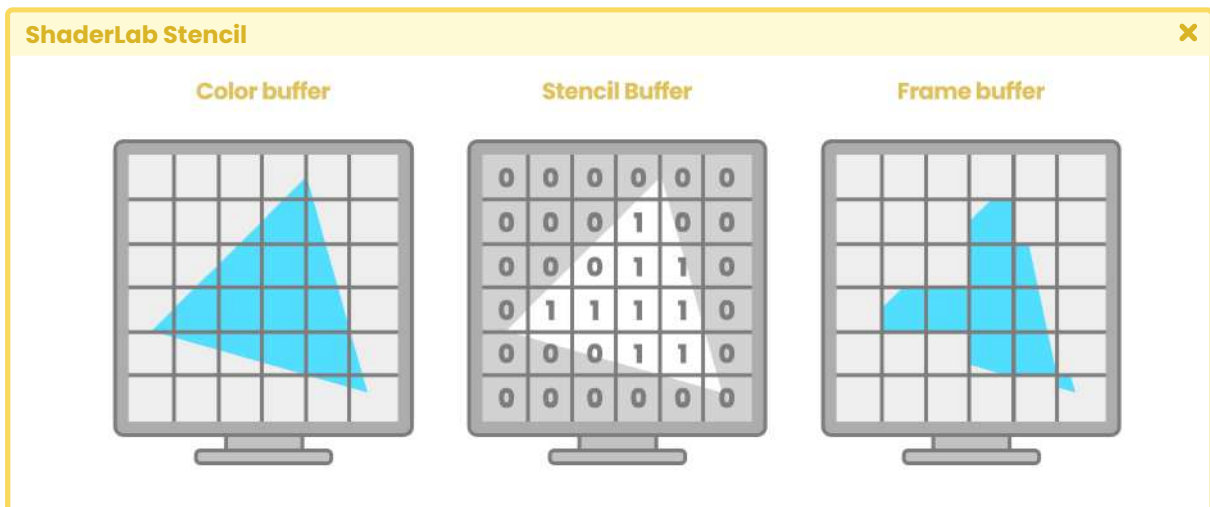 ShaderLab Stencil
Color buffer
Stencil Buffer
Frame buffer
0 0 0 0 0 0
0 0 0 1 0 0
0 0 0 1 1 0
0 1 1 1 1 0
0 0 0 1 1 0
0 0 0 0 0 0